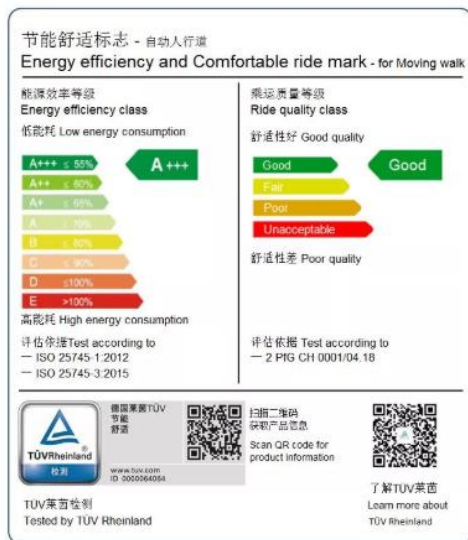 节能舒适标志 - 自动人行道
Energy efficiency and Comfortable ride mark - for Moving walk
能源效率等级
Energy efficiency class
低能耗 Low energy consumption
A+++ ≤ 55%
A+++
A++ ≤ 60%
A+ ≤ 65%
A ≤ 70%
B ≤ 80%
C ≤ 90%
D ≤100%
E >100%
高能耗 High energy consumption
评估依据Test according to
— ISO 25745-1:2012
— ISO 25745-3:2015
乘运质量等级
Ride quality class
舒适性好 Good quality
Good
Good
Fair
Poor
Unacceptable
舒适性差 Poor quality
评估依据 Test according to
— 2 PfG CH 0001/04.18
TÜVRheinland
检测
德国莱茵TÜV
节能
舒适
www.tuv.com
ID 0000064084
扫描二维码
获取产品信息
Scan QR code for
product information
TÜV莱茵检测
Tested by TÜV Rheinland
了解TÜV莱茵
Learn more about
TÜV Rheinland